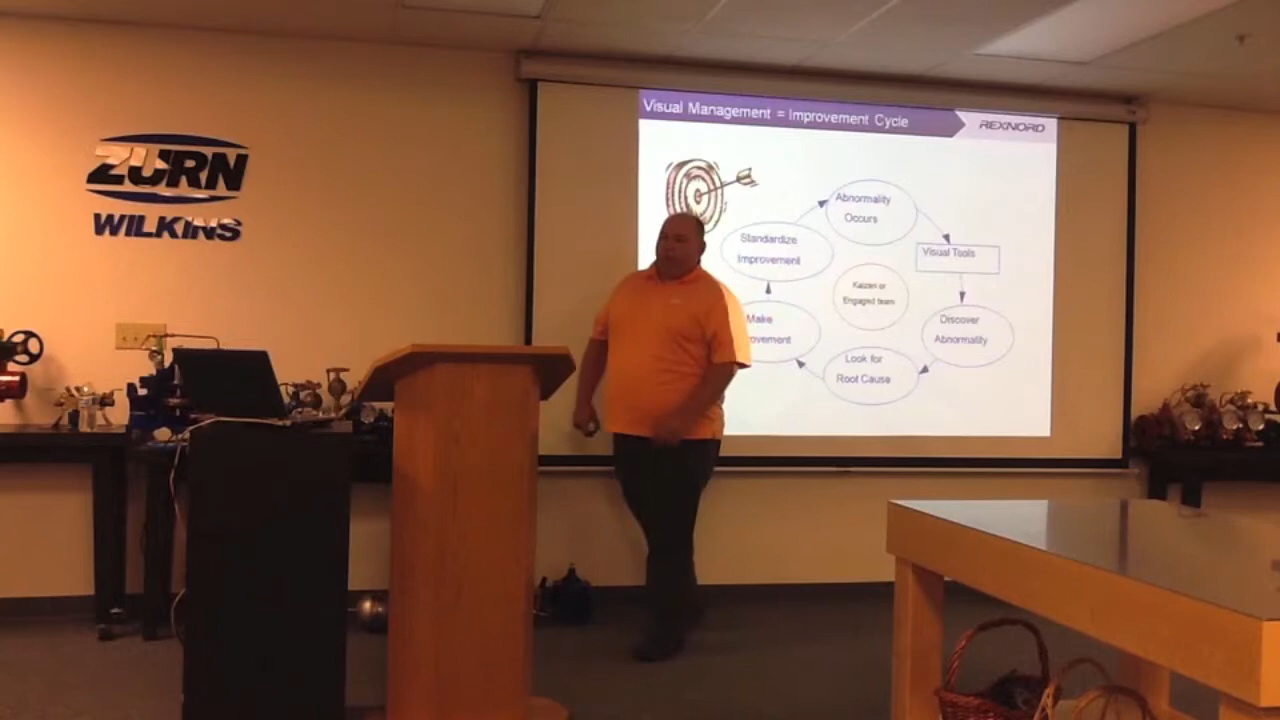 ZURN
WILKINS
Visual Management = Improvement Cycle
REXNORD
Abnormality
Occurs
Visual Tools
Discover
Abnormality
Look for
Root Cause
Make
ovement
Standardize
Improvement
Kaizen or
Engaged team